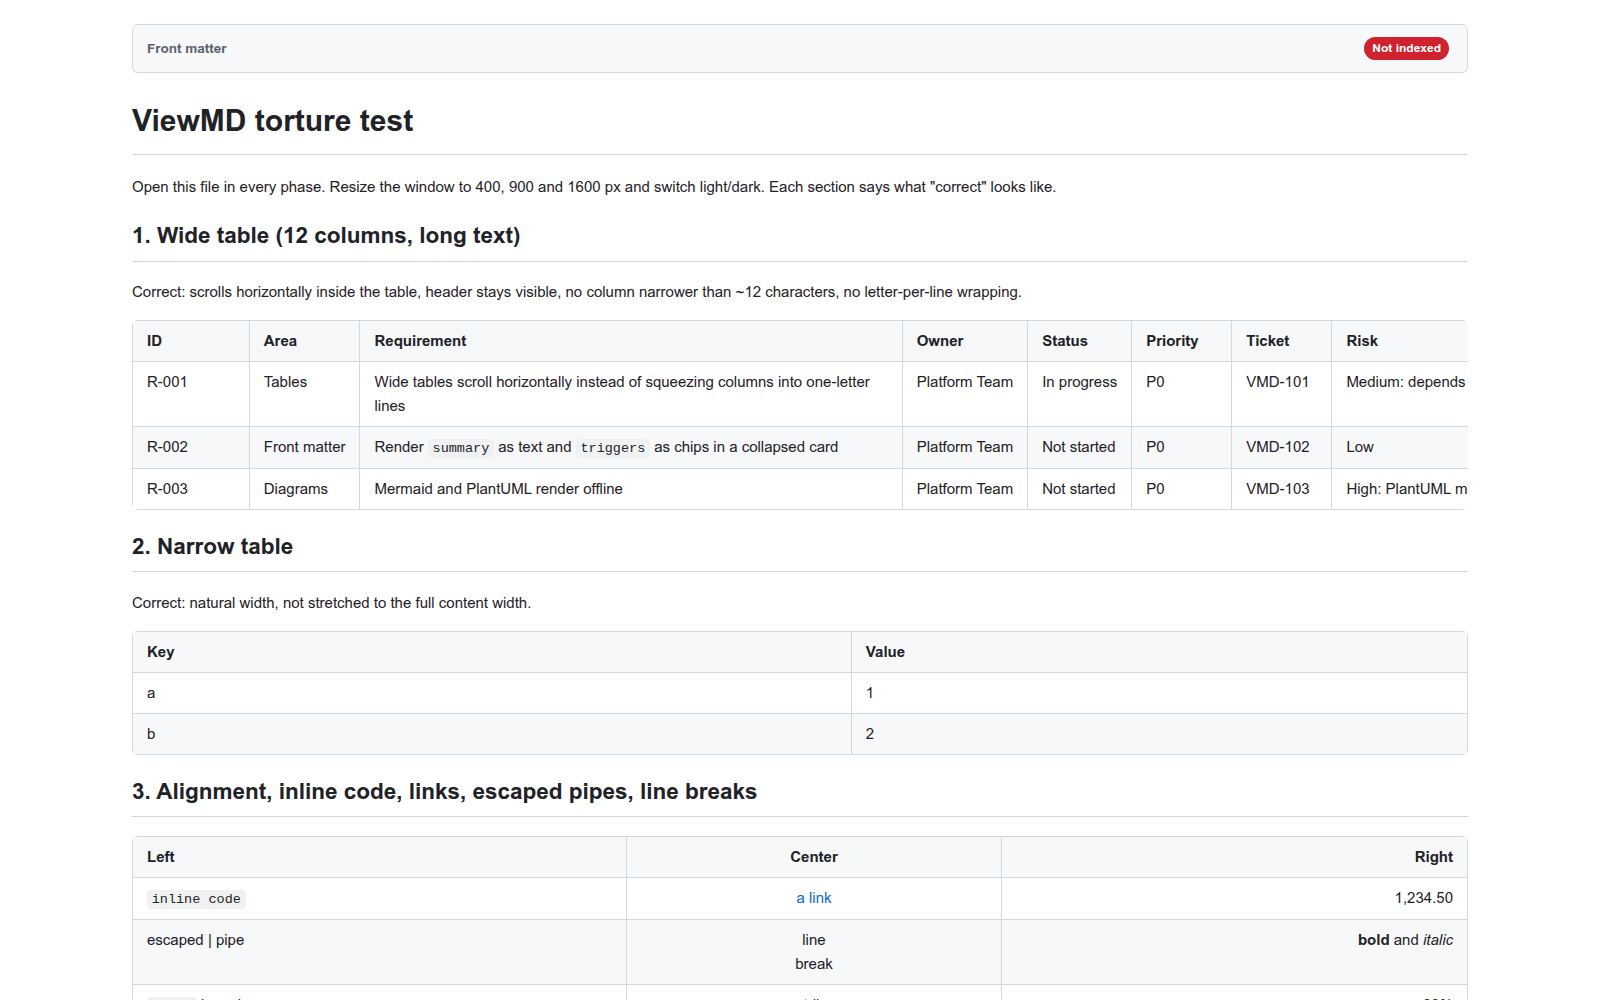 Front matter
Not indexed
ViewMD torture test
Open this file in every phase. Resize the window to 400, 900 and 1600 px and switch light/dark. Each section says what "correct" looks like.
1. Wide table (12 columns, long text)
Correct: scrolls horizontally inside the table, header stays visible, no column narrower than ~12 characters, no letter-per-line wrapping.
ID Area Requirement Owner Status Priority Ticket Risk
R-001 Tables Wide tables scroll horizontally instead of squeezing columns into one-letter Platform Team In progress P0 VMD-101 Medium: depends
lines
R-002 Front matter Render summary as text and triggers as chips in a collapsed card Platform Team Not started P0 VMD-102 Low
R-003 Diagrams Mermaid and PlantUML render offline Platform Team Not started P0 VMD-103 High: PlantUML m
2. Narrow table
Correct: natural width, not stretched to the full content width.
Key Value
a 1
b 2
3. Alignment, inline code, links, escaped pipes, line breaks
Left Center Right
inline code a link 1,234.50
escaped | pipe line bold and italic
break